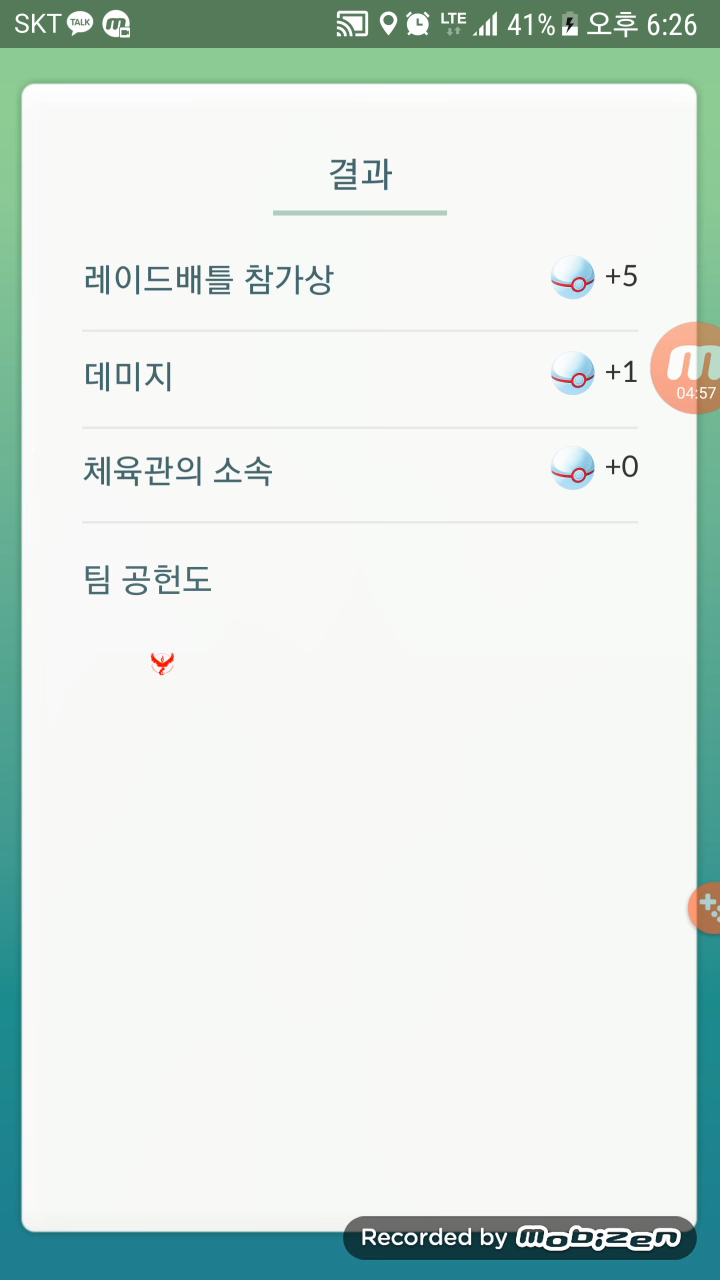 SKT TALK m LTE 41% 오후 6:26
결과
레이드배틀 참가상 +5
데미지 +1
04:57
체육관의 소속 +0
팀 공헌도
Recorded by mobizen